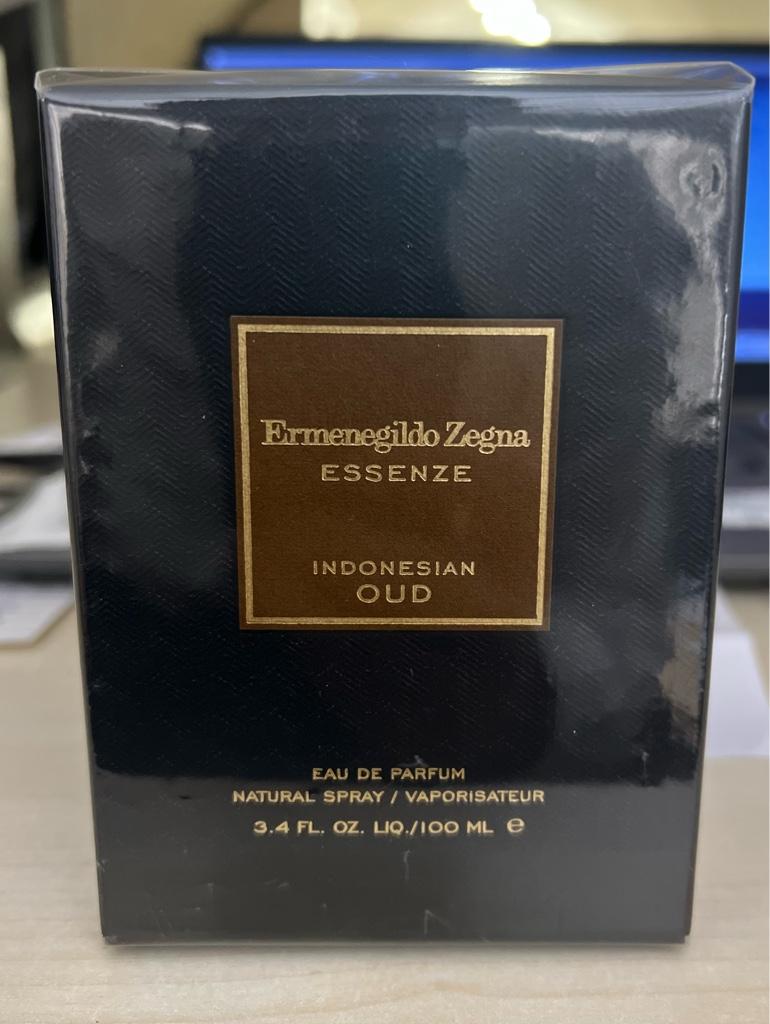 Ermenegildo Zegna
ESSENZE
INDONESIAN
OUD
EAU DE PARFUM
NATURAL SPRAY / VAPORISATEUR
3.4 FL. OZ. LIQ./100 ML ℮